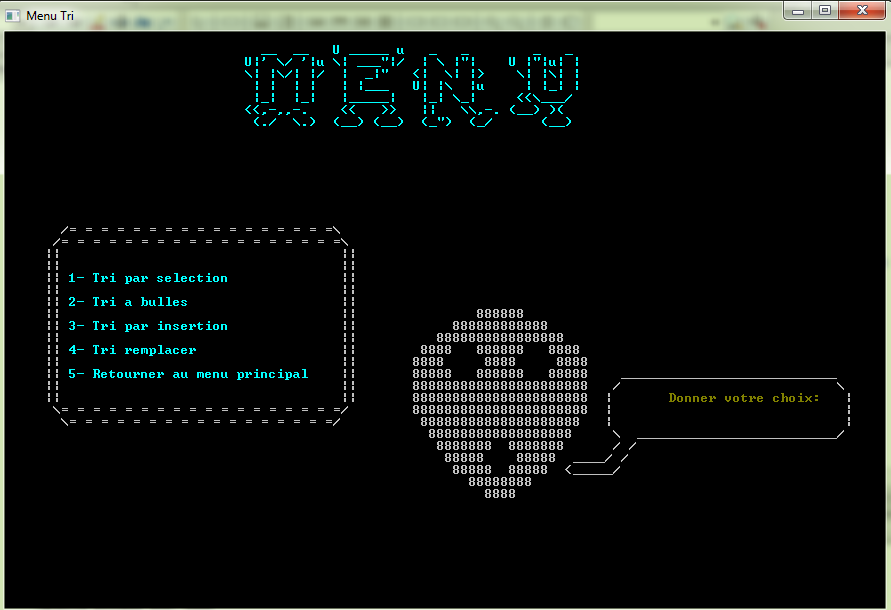 Menu Tri
MENU
1- Tri par selection
2- Tri a bulles
3- Tri par insertion
4- Tri remplacer
5- Retourner au menu principal
Donner votre choix: